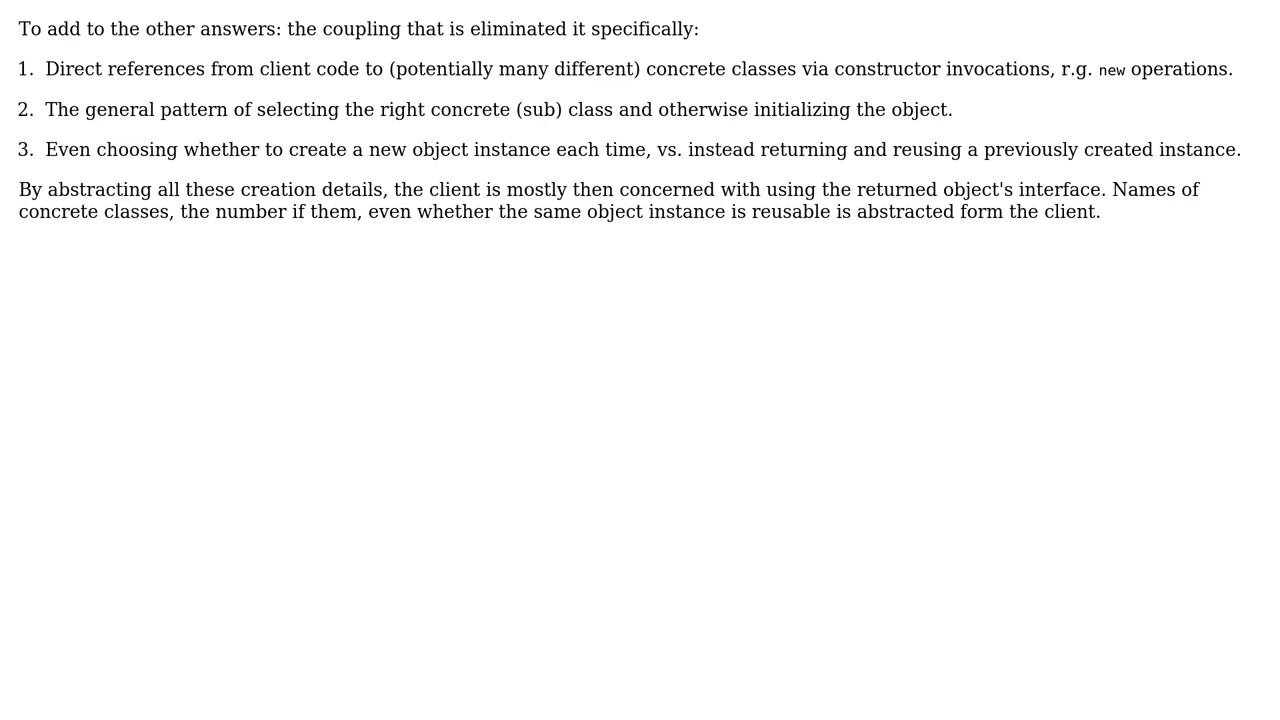 To add to the other answers: the coupling that is eliminated it specifically:
1. Direct references from client code to (potentially many different) concrete classes via constructor invocations, r.g. new operations.
2. The general pattern of selecting the right concrete (sub) class and otherwise initializing the object.
3. Even choosing whether to create a new object instance each time, vs. instead returning and reusing a previously created instance.
By abstracting all these creation details, the client is mostly then concerned with using the returned object's interface. Names of
concrete classes, the number if them, even whether the same object instance is reusable is abstracted form the client.